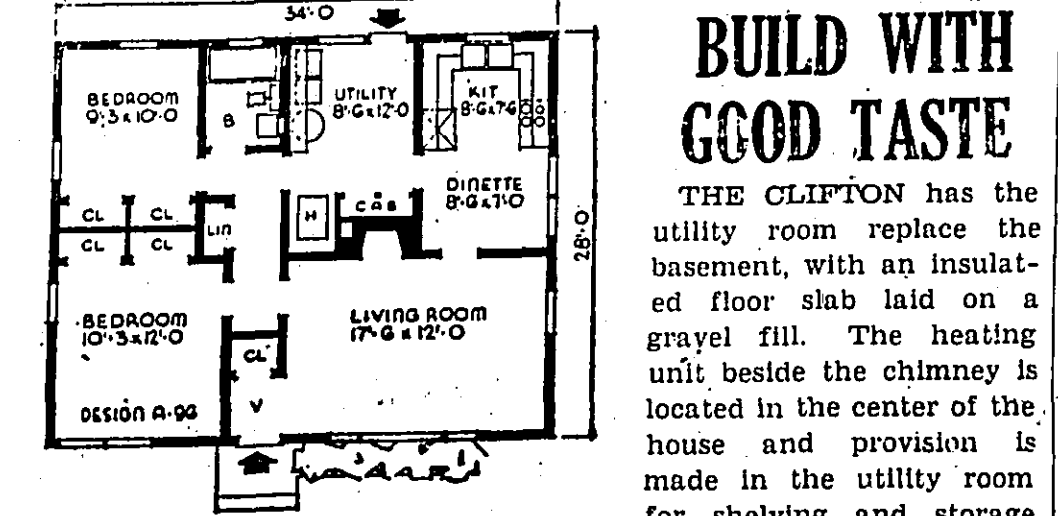 34'-0
BEDROOM
9'-3 x 10'-0
B
UTILITY
8'-6 x 12'-0
KIT
8'-6 x 7'-6
DINETTE
8'-6 x 7'-0
CL
CL
CL
CL
LIN
H
CAB
28'-0
BEDROOM
10'-3 x 12'-0
LIVING ROOM
17'-6 x 12'-0
CL
V
DESIGN A-96
BUILD WITH
GOOD TASTE
THE CLIFTON has the
utility room replace the
basement, with an insulat-
ed floor slab laid on a
gravel fill. The heating
unit beside the chimney is
located in the center of the
house and provision is
made in the utility room
for shelving and storage